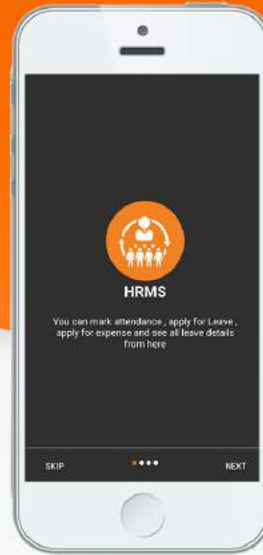 HRMS
You can mark attendance , apply for Leave ,
apply for expense and see all leave details
from here
SKIP
NEXT